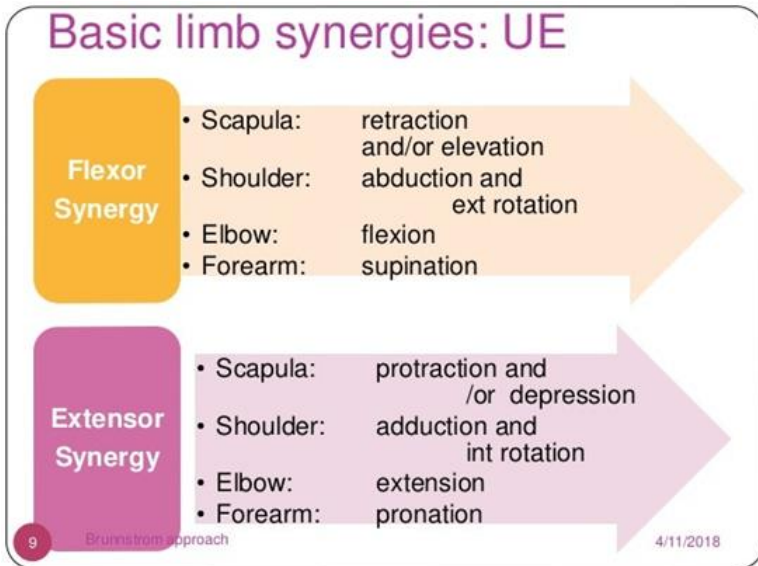 Basic limb synergies: UE
Flexor
Synergy
• Scapula: retraction
and/or elevation
• Shoulder: abduction and
ext rotation
• Elbow: flexion
• Forearm: supination
Extensor
Synergy
• Scapula: protraction and
/or depression
• Shoulder: adduction and
int rotation
• Elbow: extension
• Forearm: pronation
9 Brunnstrom approach 4/11/2018